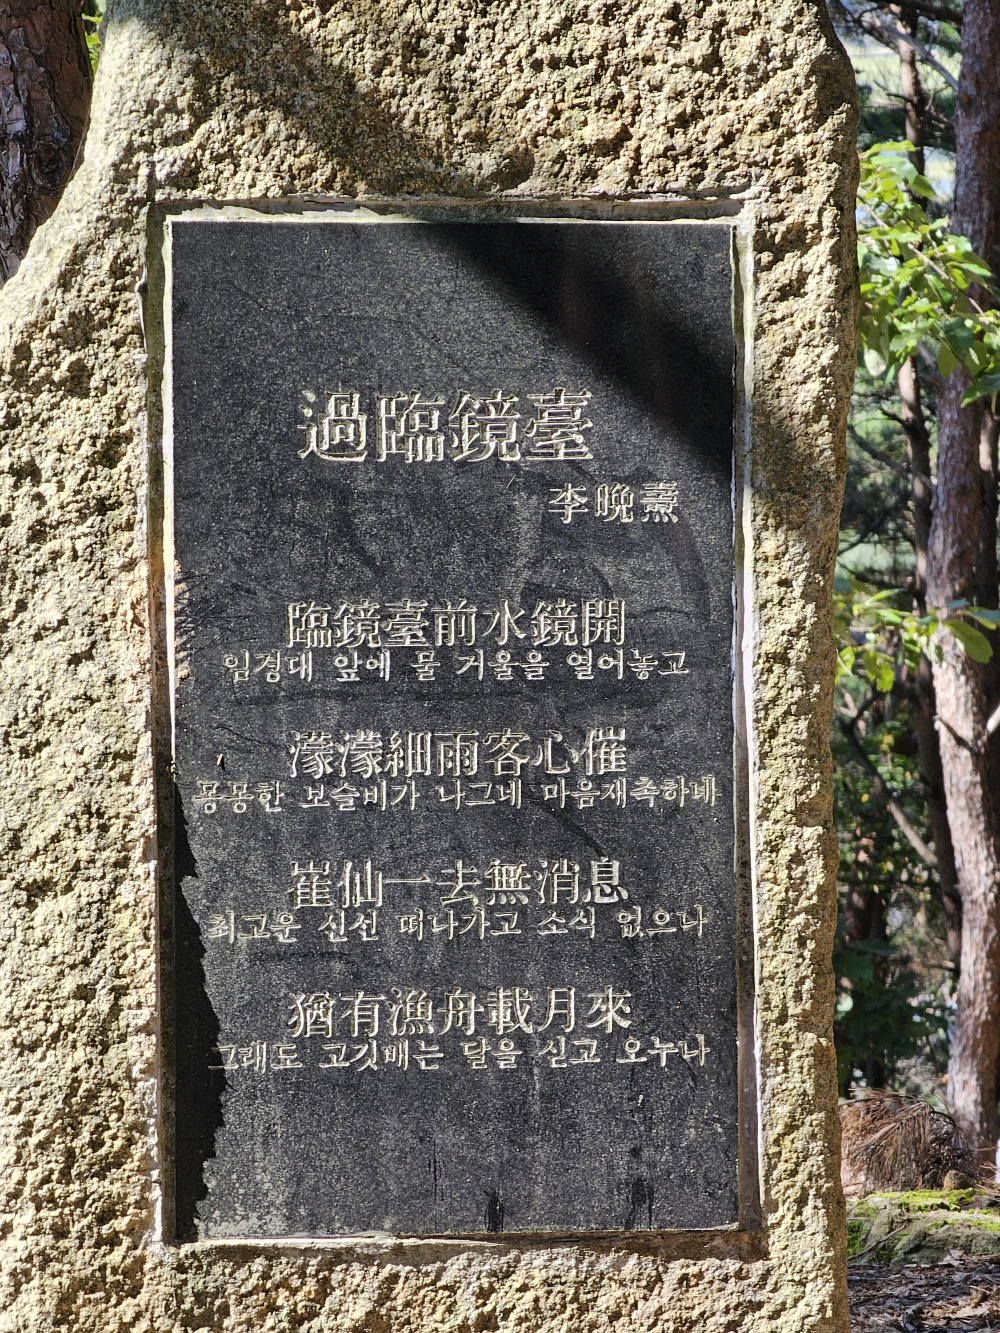 過臨鏡臺
李晩燾
臨鏡臺前水鏡開
임경대 앞에 물 거울을 열어놓고
濛濛細雨客心催
몽몽한 보슬비가 나그네 마음재촉하네
崔仙一去無消息
최고운 신선 떠나가고 소식 없으나
猶有漁舟載月來
그래도 고깃배는 달을 싣고 오누나